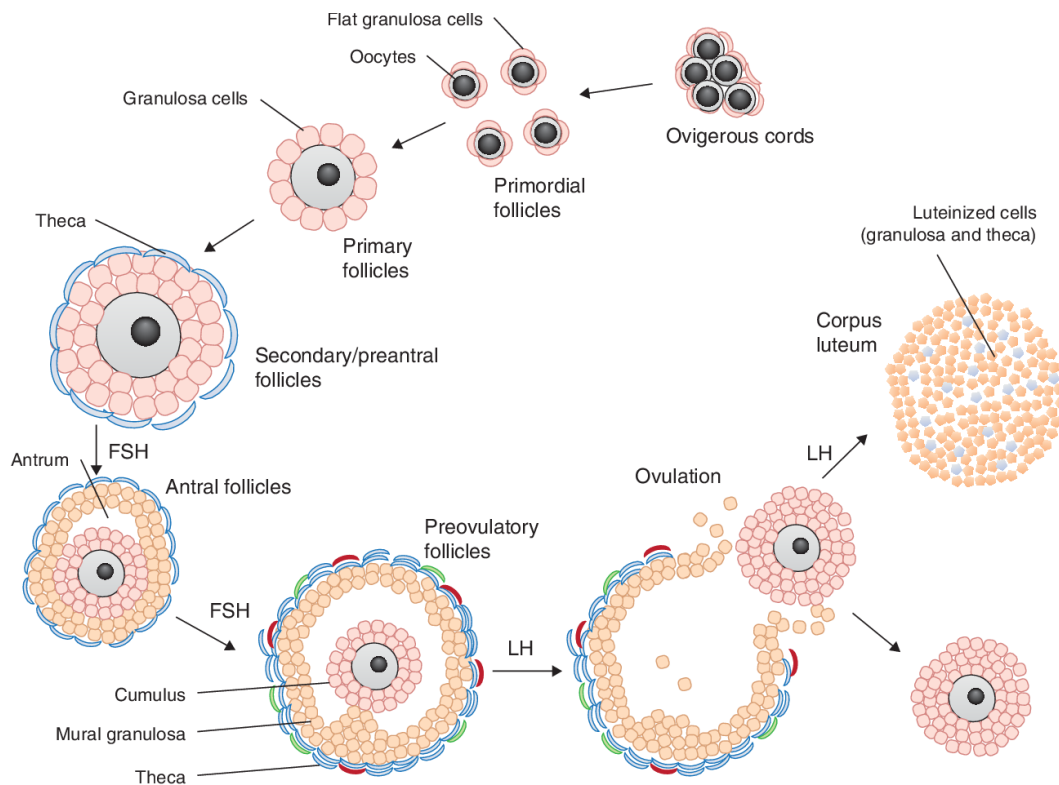 Flat granulosa cells
Oocytes
Granulosa cells
Ovigerous cords
Primordial
follicles
Theca
Primary
follicles
Luteinized cells
(granulosa and theca)
Corpus
luteum
Secondary/preantral
follicles
FSH
Antrum
Antral follicles
LH
Ovulation
Preovulatory
follicles
FSH
LH
Cumulus
Mural granulosa
Theca